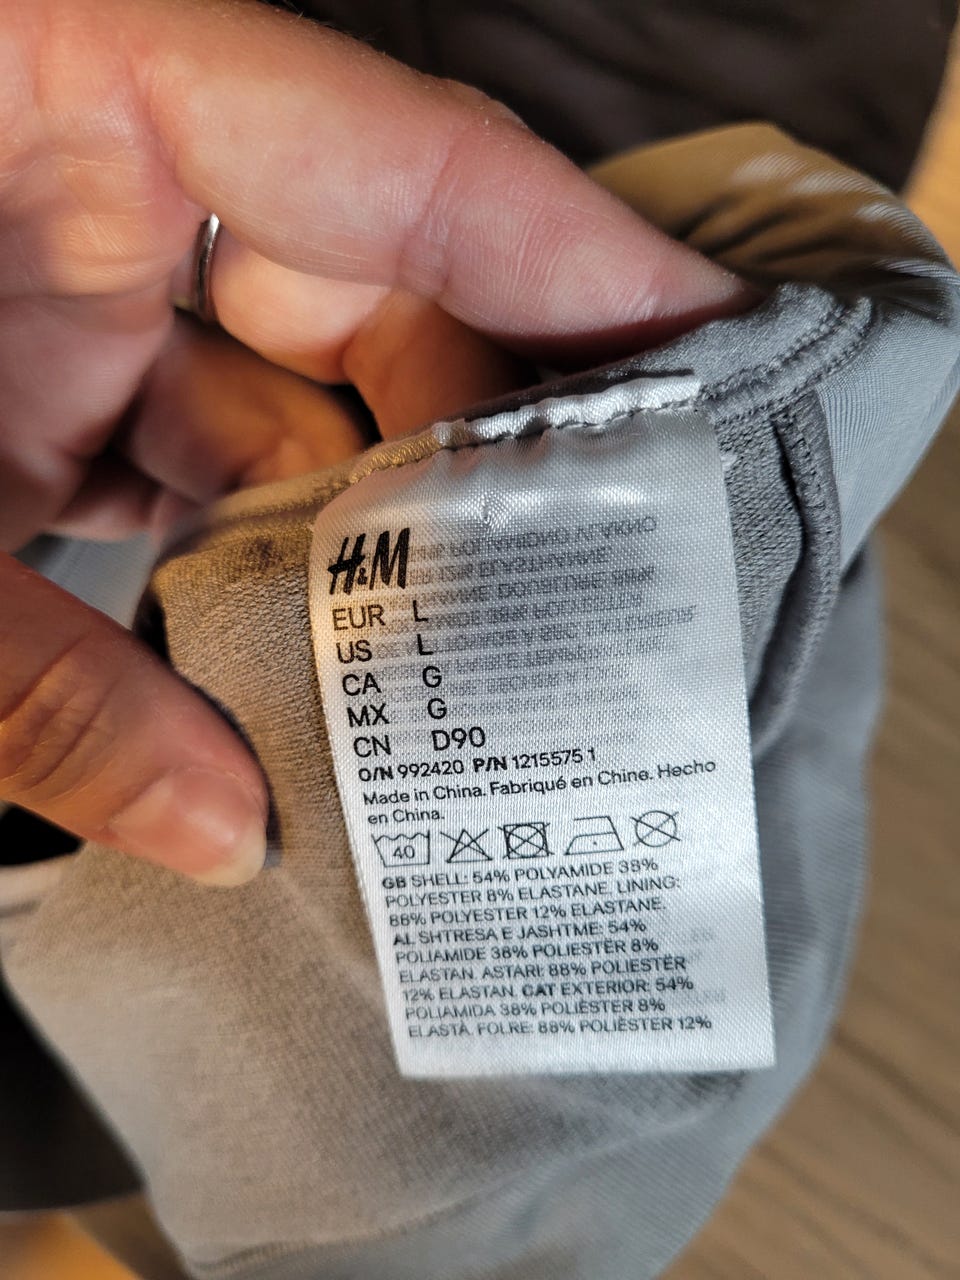 H&M
EUR L
US L
CA G
MX G
CN D90
O/N 992420 P/N 1215575 1
Made in China. Fabriqué en Chine. Hecho
en China.
40
GB SHELL: 54% POLYAMIDE 38%
POLYESTER 8% ELASTANE. LINING:
88% POLYESTER 12% ELASTANE.
AL SHTRESA E JASHTME: 54%
POLIAMIDE 38% POLIESTËR 8%
ELASTAN. ASTARI: 88% POLIESTËR
12% ELASTAN. CAT EXTERIOR: 54%
POLIAMIDA 38% POLIÈSTER 8%
ELASTÀ. FOLRE: 88% POLIÈSTER 12%